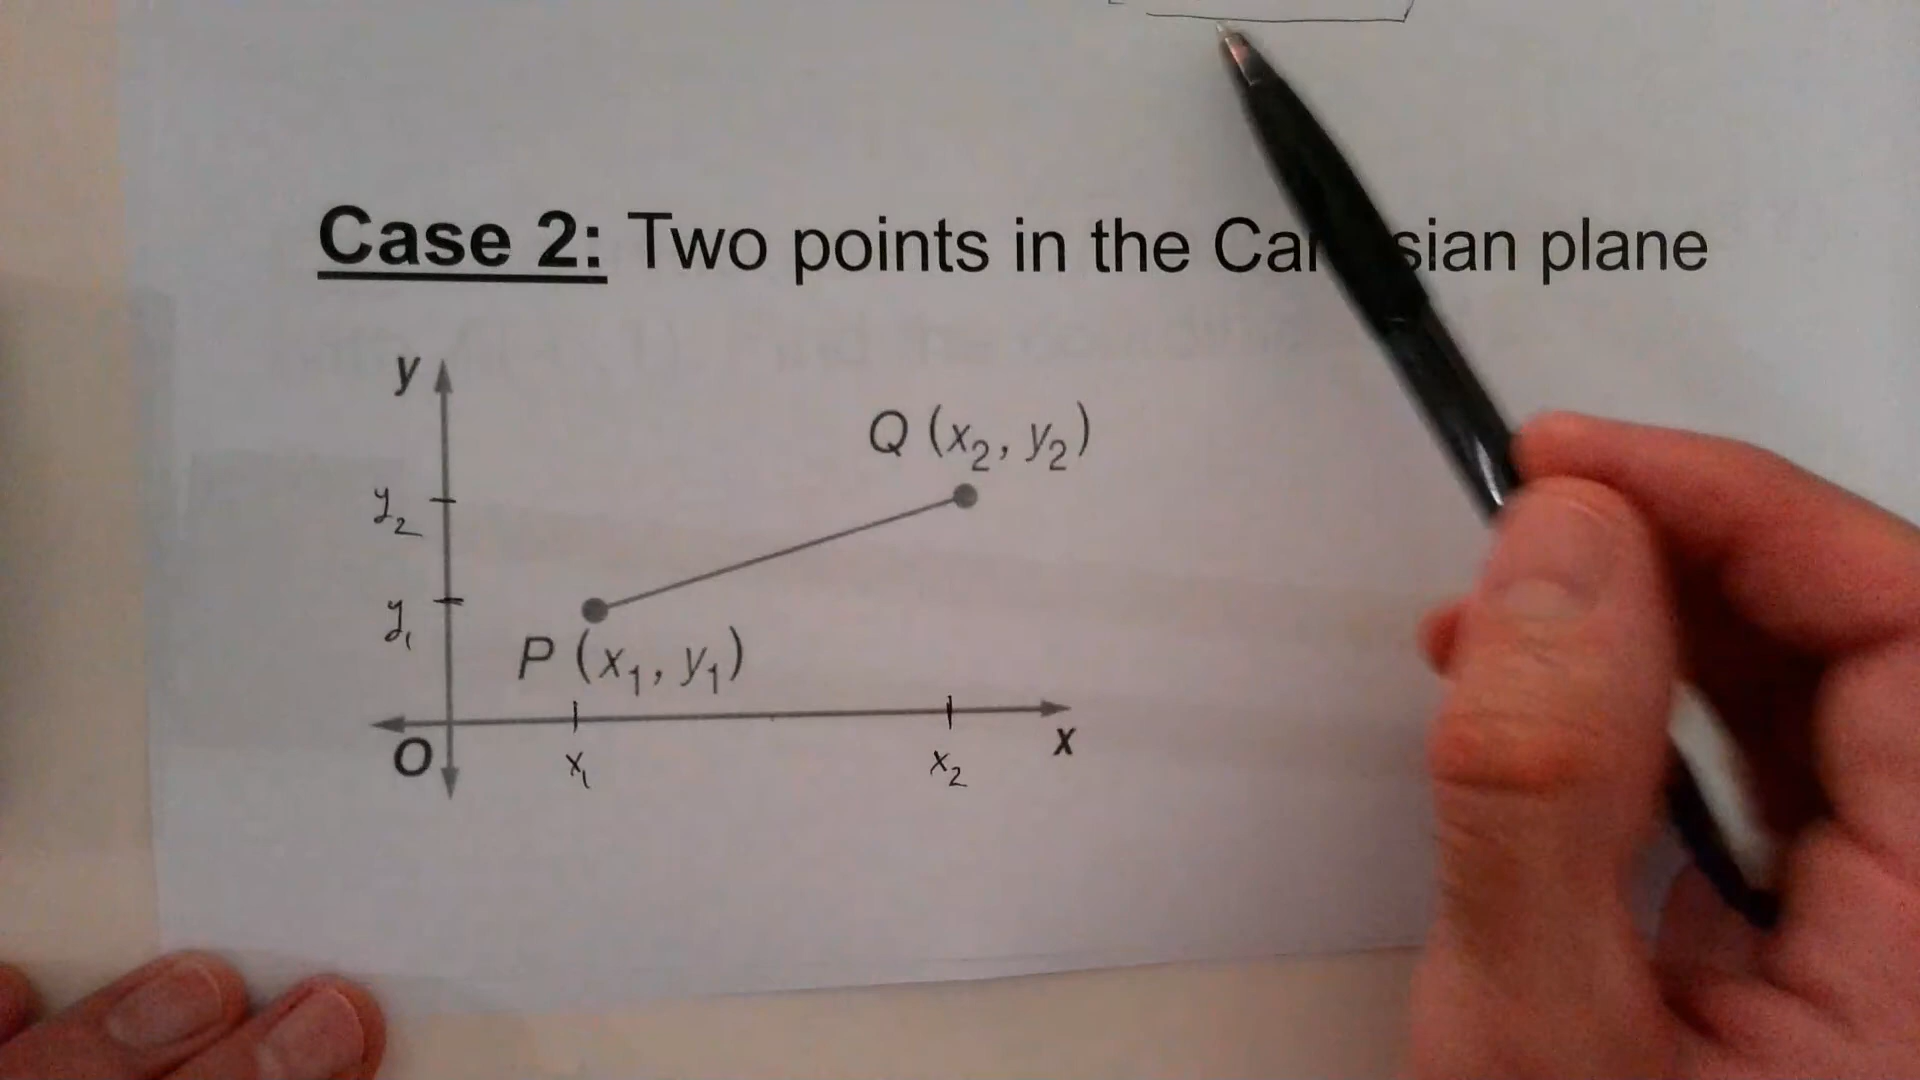 Case 2: Two points in the Ca sian plane
y
Q (x₂, y₂)
y₂
y₁
P (x₁, y₁)
O
x₁
x₂
x